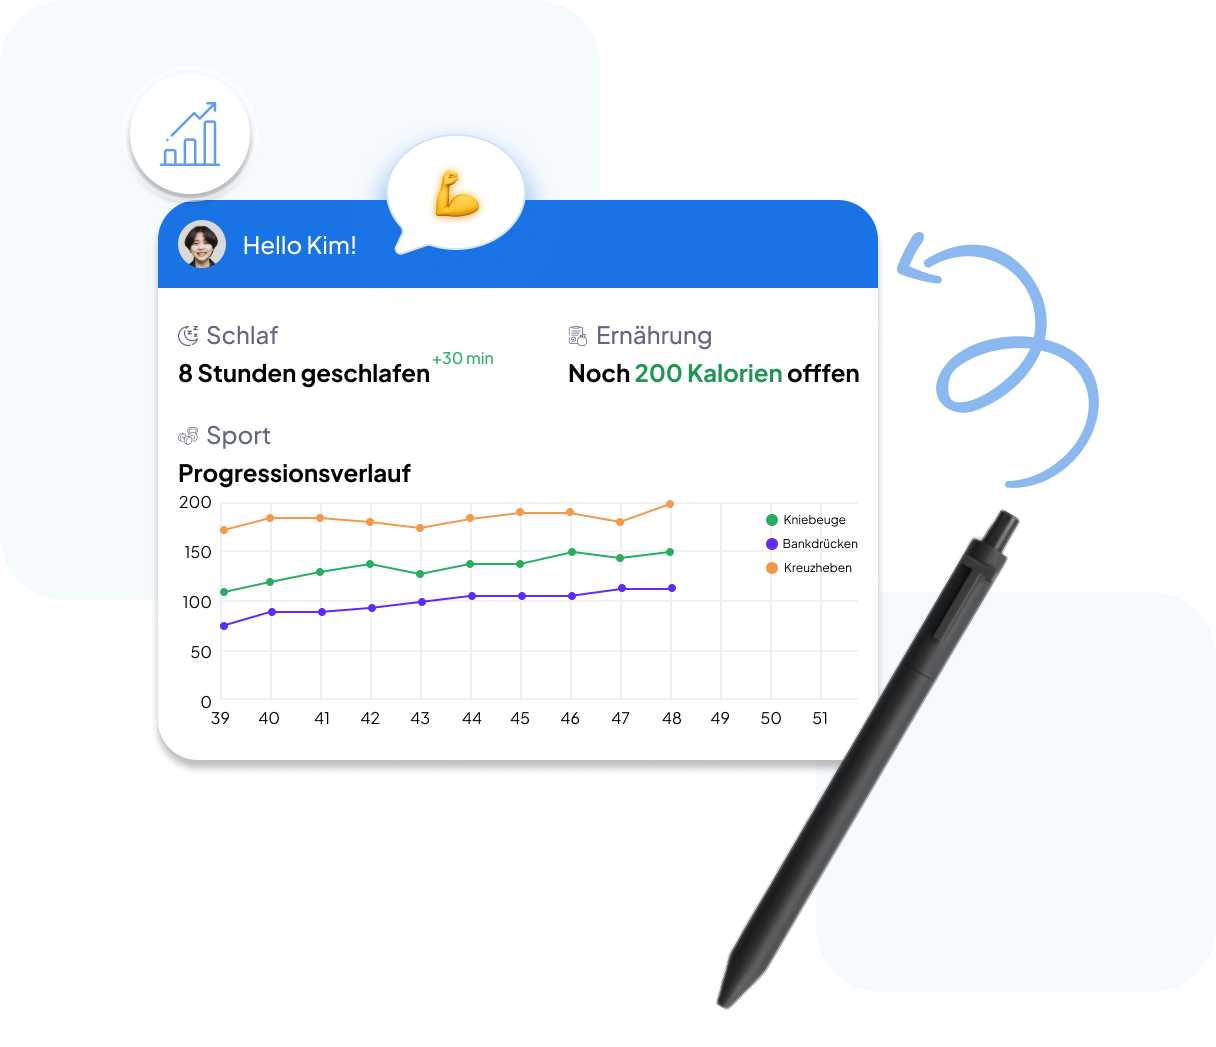 Hello Kim!
Schlaf
8 Stunden geschlafen +30 min
Ernährung
Noch 200 Kalorien offfen
Sport
Progressionsverlauf
200
150
100
50
0
39 40 41 42 43 44 45 46 47 48 49 50 51
Kniebeuge
Bankdrücken
Kreuzheben